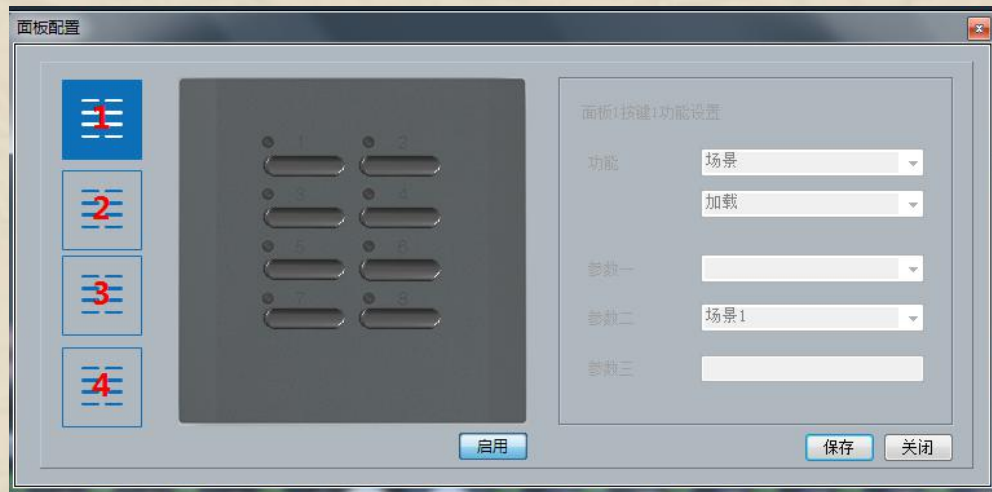 面板配置
1
2
3
4
1 2
3 4
5 6
7 8
面板1按键1功能设置
功能 场景
加载
参数一
参数二 场景1
参数三
启用
保存 关闭